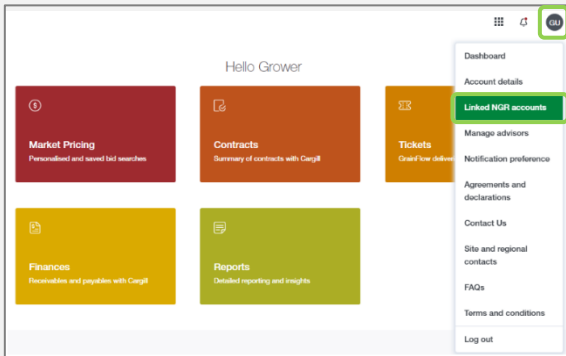 GU
Hello Grower
Market Pricing
Personalised and saved bid searches
Contracts
Summary of contracts with Cargill
Tickets
GrainFlow
Finances
Receivables and payables with Cargill
Reports
Detailed reporting and insights
Dashboard
Account details
Linked NGR accounts
Manage advisors
Notification preference
Agreements and
declarations
Contact Us
Site and regional
contacts
FAQs
Terms and conditions
Log out